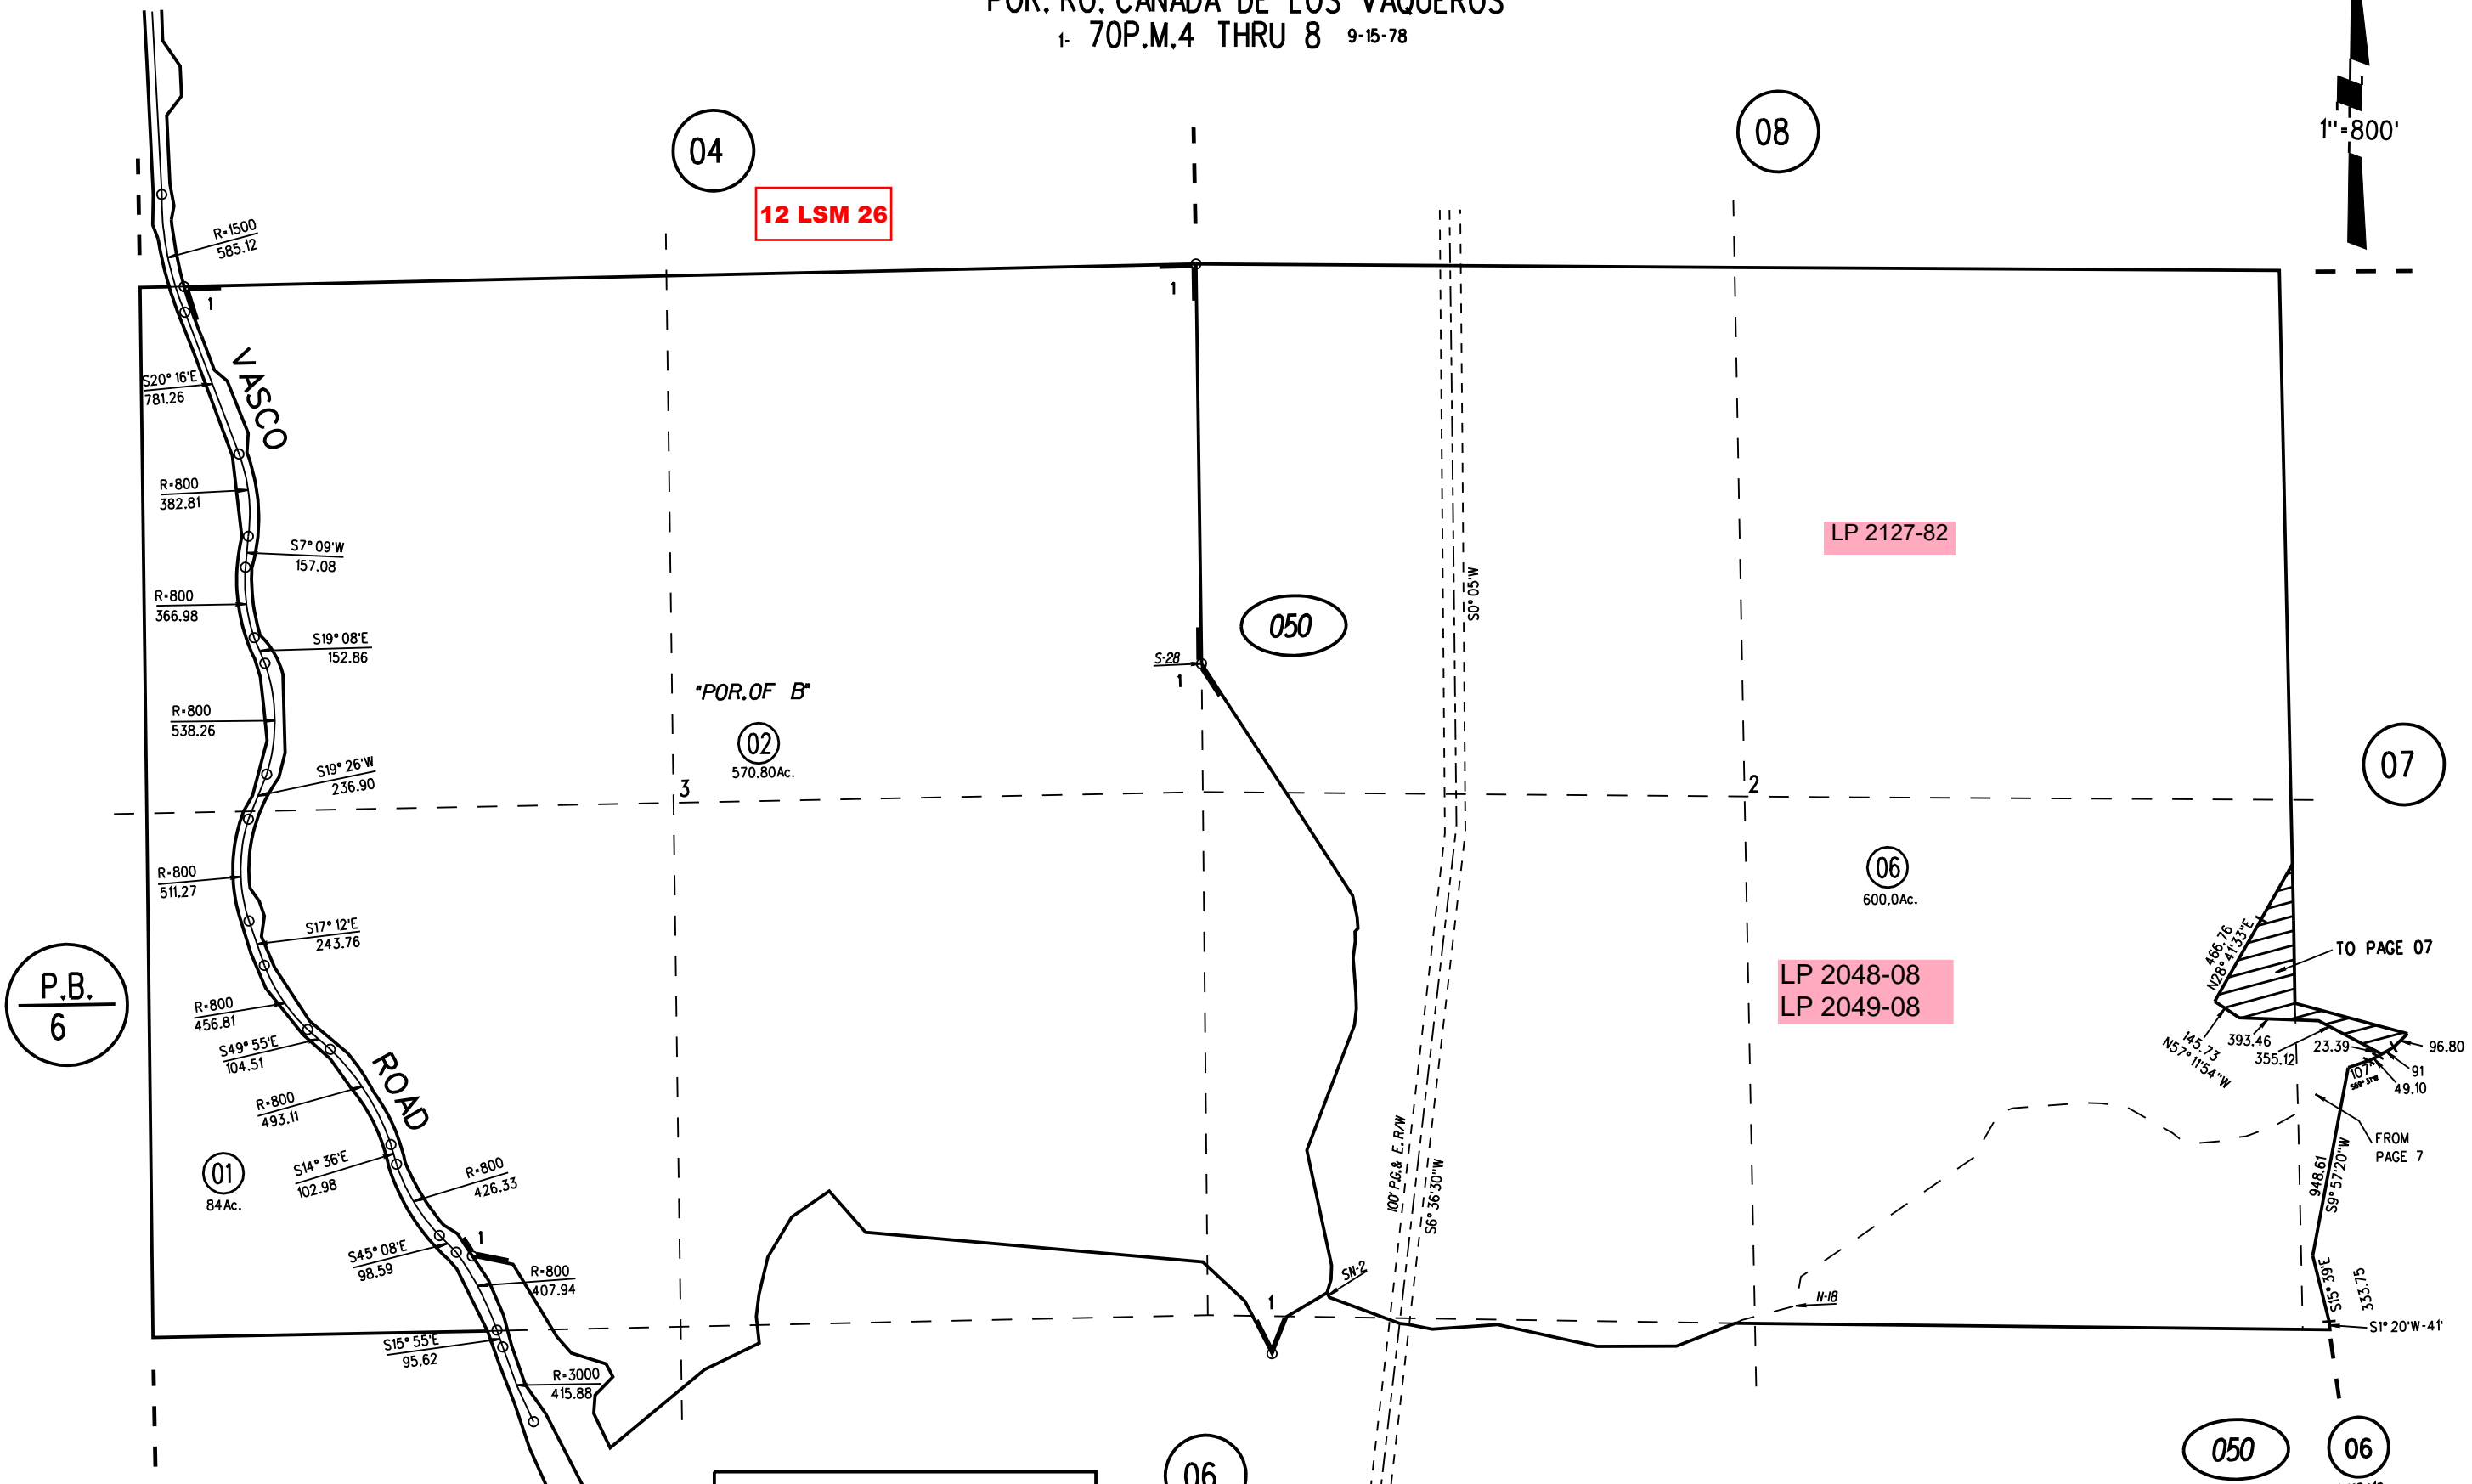 POR. RO. CANADA DE LOS VAQUEROS
1- 70P.M.4 THRU 8 9-15-78
1"=800'
04
08
12 LSM 26
R=1500
585.12
1
1
VASCO
S20° 16'E
781.26
R=800
382.81
S7° 09'W
157.08
R=800
366.98
S19° 08'E
152.86
R=800
538.26
S19° 26'W
236.90
R=800
511.27
S17° 12'E
243.76
R=800
456.81
S49° 55'E
104.51
R=800
493.11
ROAD
S14° 36'E
102.98
R=800
426.33
S45° 08'E
98.59
1
R=800
407.94
S15° 55'E
95.62
R=3000
415.88
P.B.
6
01
84Ac.
"POR.OF B"
02
570.80Ac.
3
S-28
1
050
S0° 05'W
LP 2127-82
2
06
600.0Ac.
LP 2048-08
LP 2049-08
07
466.76
N28° 41'33"E
TO PAGE 07
145.73
N57° 11'54"W
393.46
355.12
23.39
96.80
91
49.10
107'
S69° 37'W
FROM
PAGE 7
948.61
S9° 57'20"W
100' P.G.& E. R/W
S6° 36'30"W
SN-2
N-18
1
S15° 39'E
333.75
S1° 20'W-41'
06
050
06